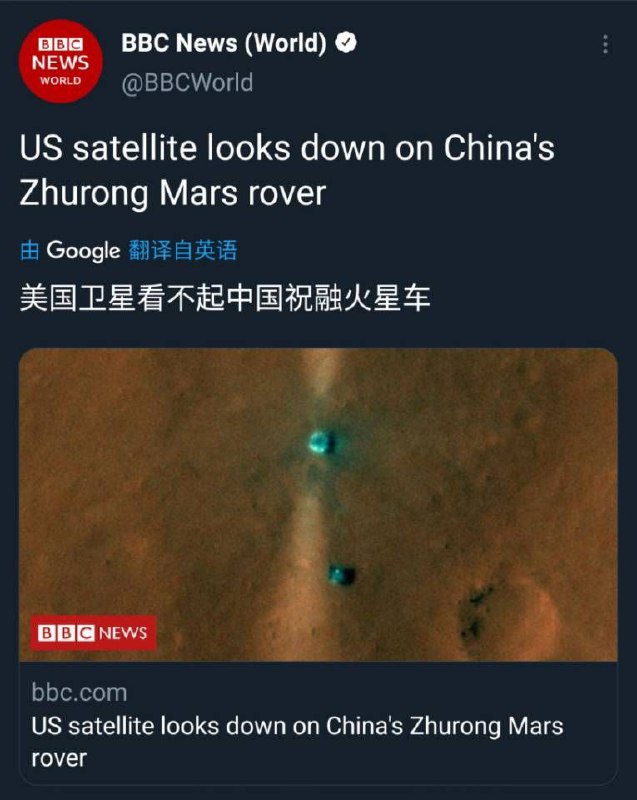 BBC
NEWS
WORLD
BBC News (World)
@BBCWorld
US satellite looks down on China's
Zhurong Mars rover
由 Google 翻译自英语
美国卫星看不起中国祝融火星车
BBC NEWS
bbc.com
US satellite looks down on China's Zhurong Mars
rover